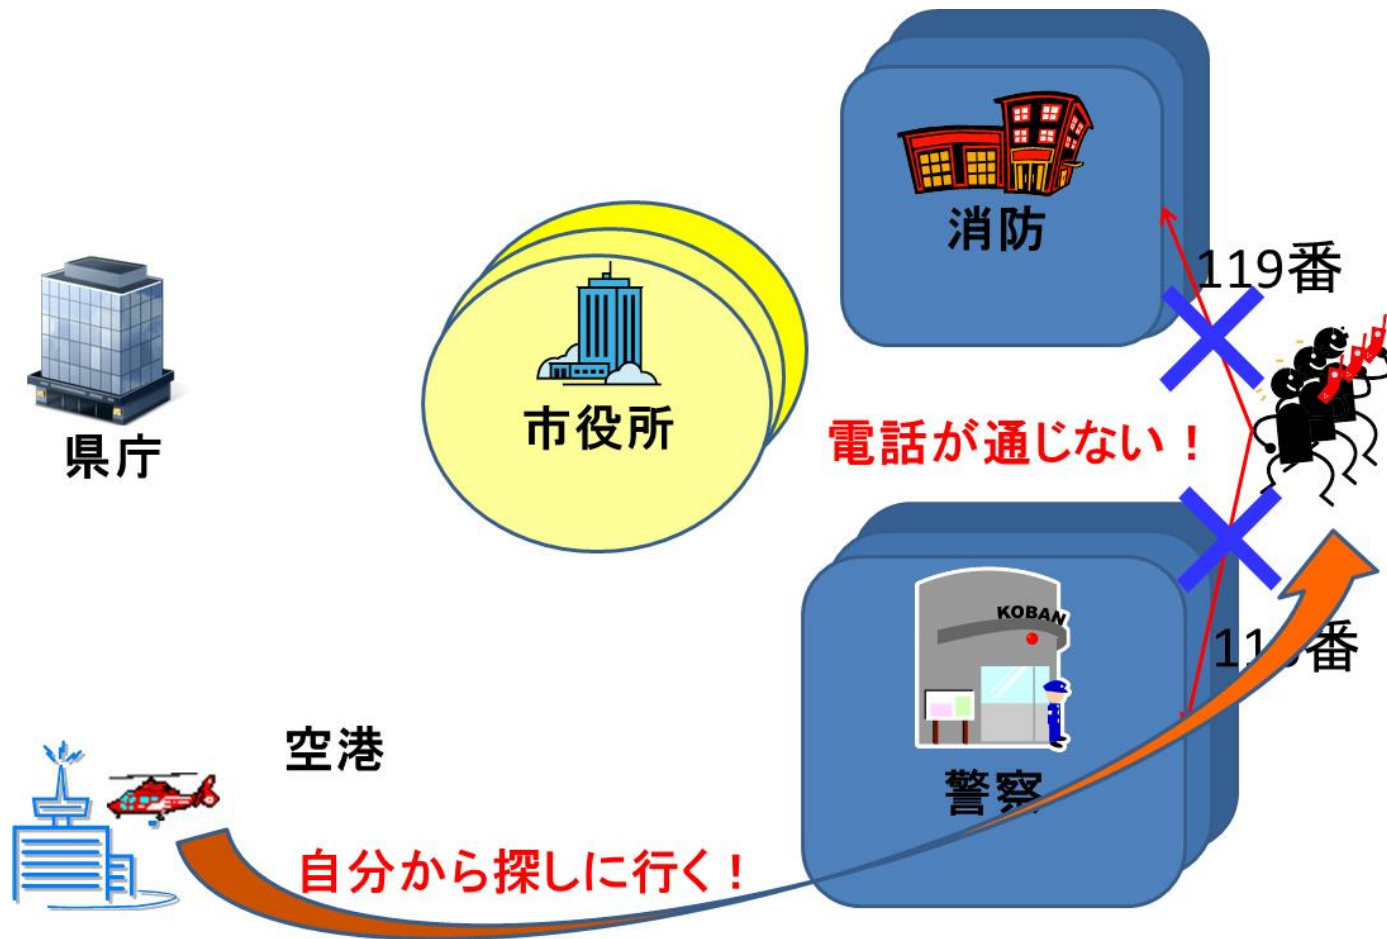 消防
119番
県庁
市役所
電話が通じない！
KOBAN
警察
空港
自分から探しに行く！